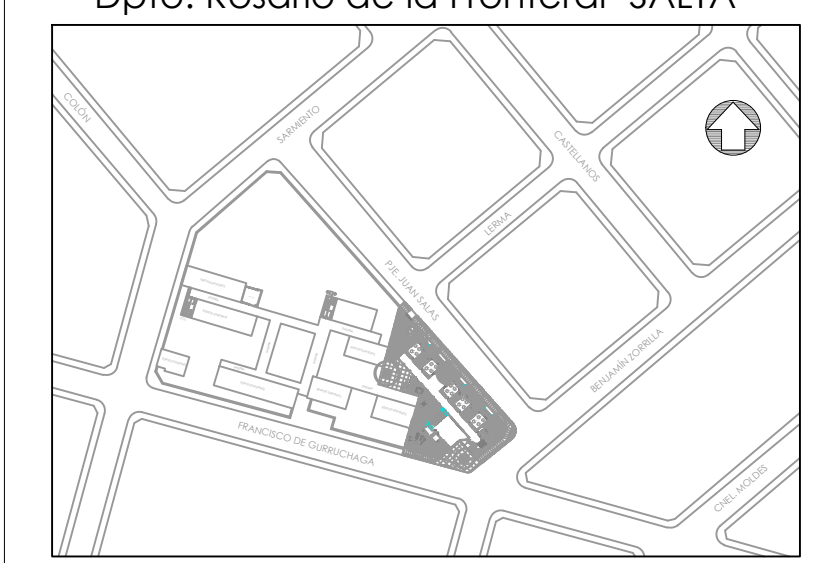 Dpto. Rosario de la Frontera- SALTA
COLÓN
SARMIENTO
CASTELLANOS
LERMA
PJE. JUAN SALAS
BENJAMÍN ZORRILLA
FRANCISCO DE GURRUCHAGA
CNEL. MOLDES